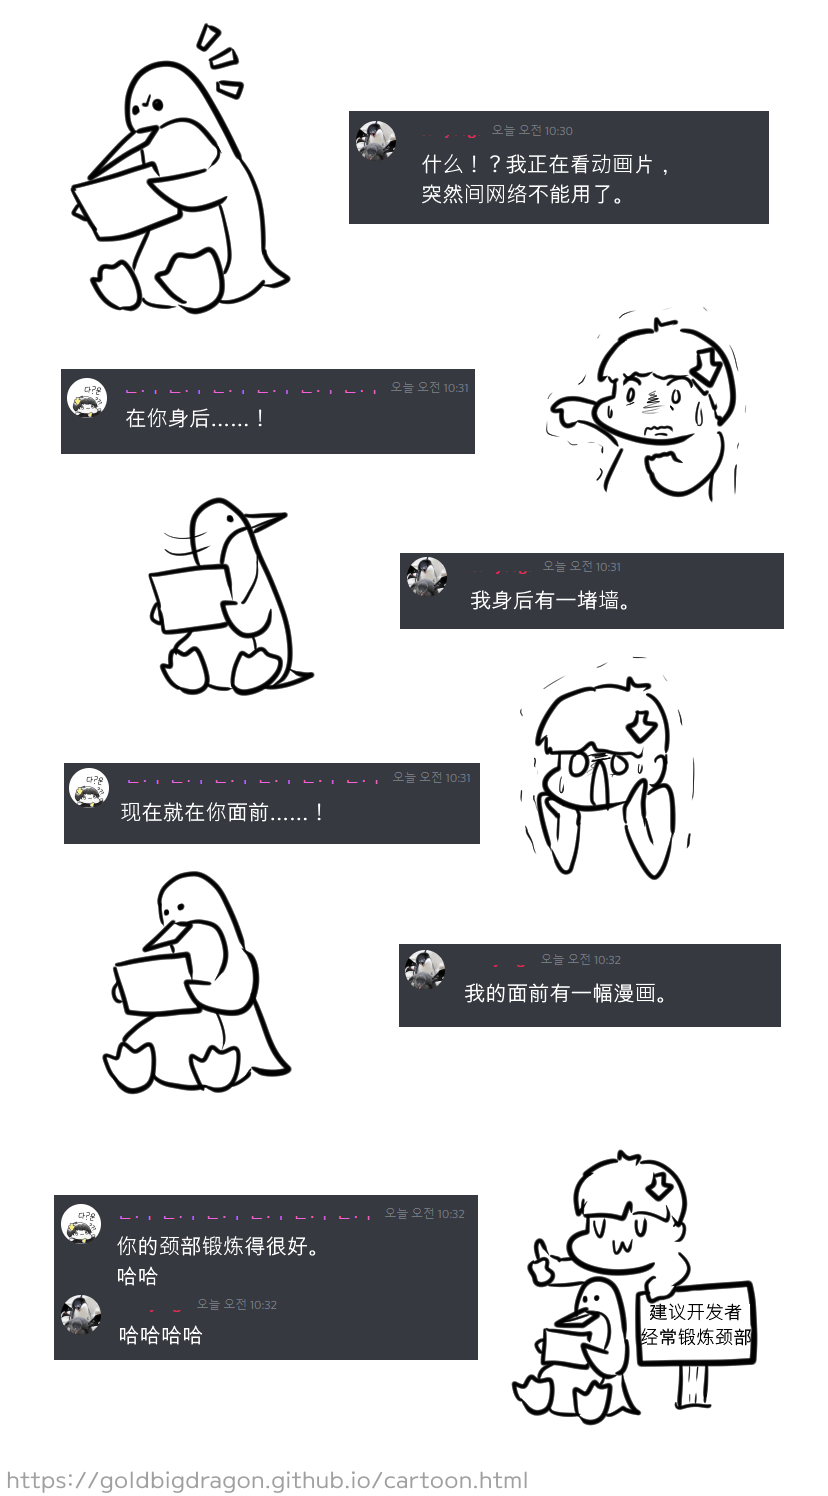 오늘 오전 10:30
什么！？我正在看动画片，
突然间网络不能用了。
오늘 오전 10:31
在你身后……！
오늘 오전 10:31
我身后有一堵墙。
오늘 오전 10:31
现在就在你面前……！
오늘 오전 10:32
我的面前有一幅漫画。
오늘 오전 10:32
你的颈部锻炼得很好。
哈哈
오늘 오전 10:32
哈哈哈哈
建议开发者
经常锻炼颈部
https://goldbigdragon.github.io/cartoon.html